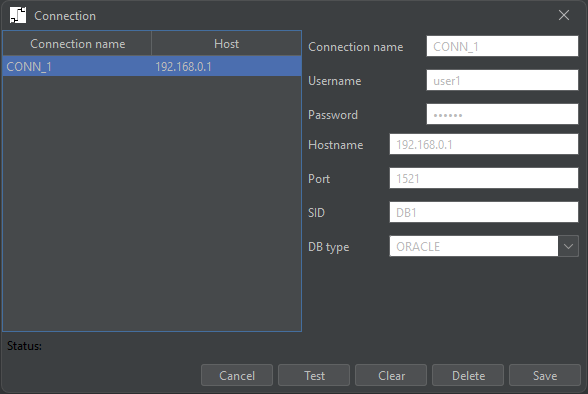 Connection
Connection name Host
CONN_1 192.168.0.1
Connection name CONN_1
Username user1
Password ••••••
Hostname 192.168.0.1
Port 1521
SID DB1
DB type ORACLE
Status:
Cancel Test Clear Delete Save